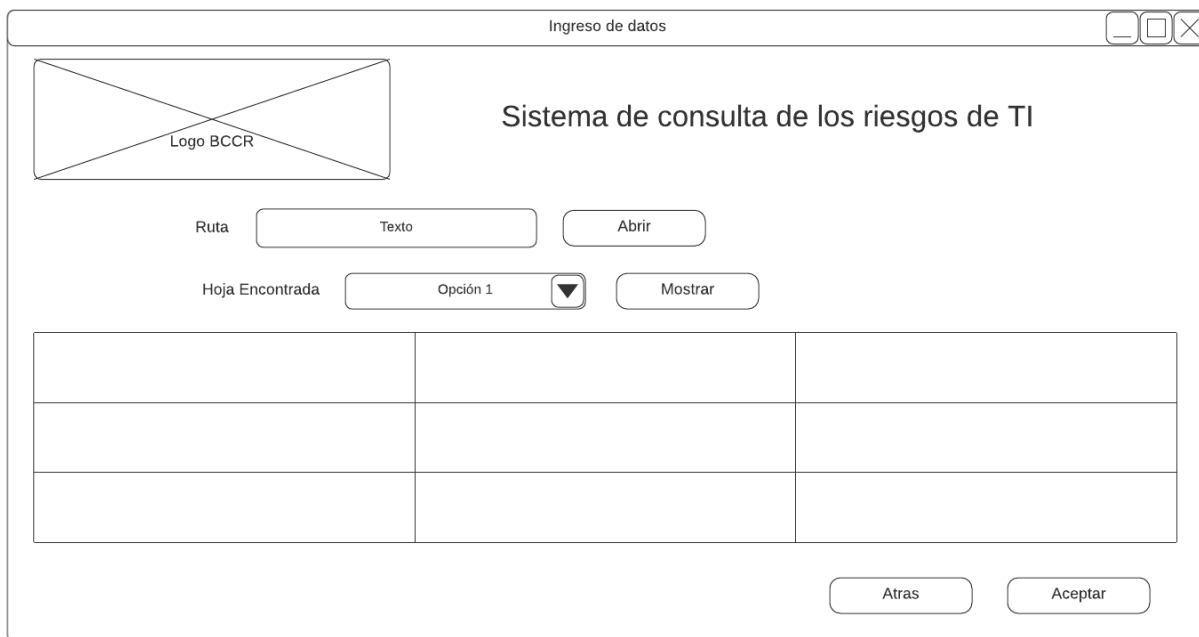 Ingreso de datos
Logo BCCR
Sistema de consulta de los riesgos de TI
Ruta
Texto
Abrir
Hoja Encontrada
Opción 1
Mostrar
Atras
Aceptar